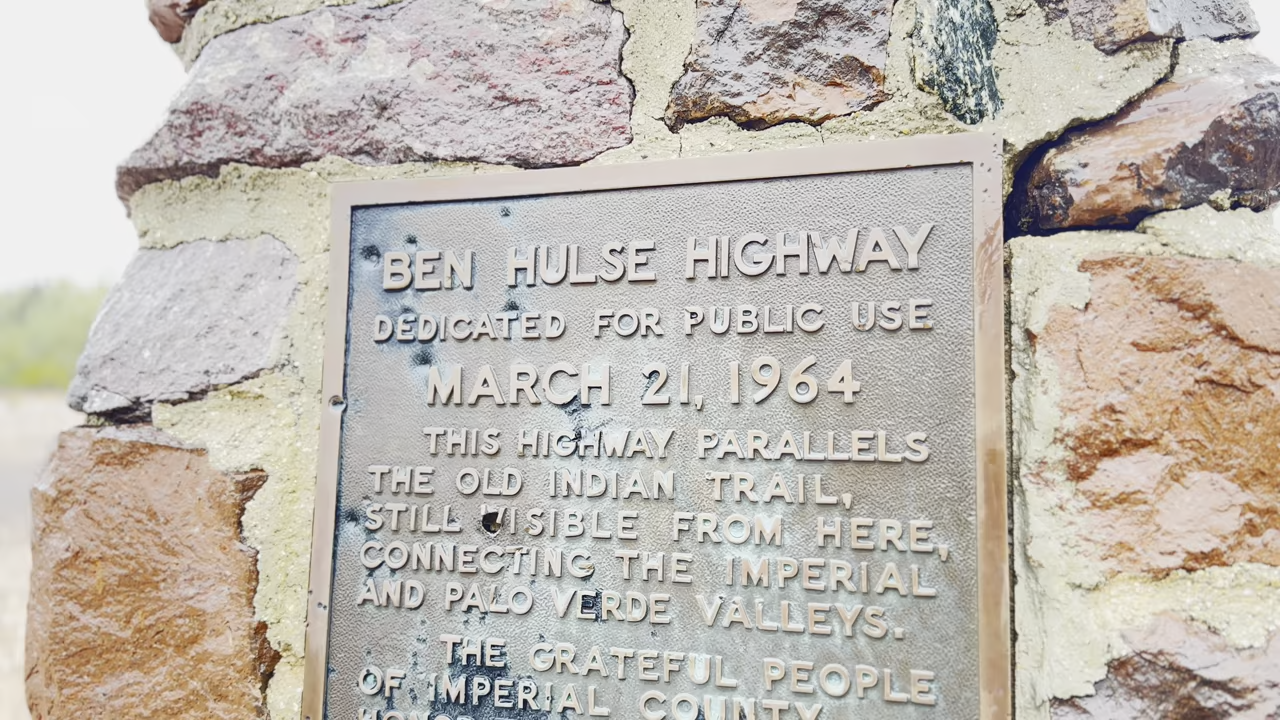 BEN HULSE HIGHWAY
DEDICATED FOR PUBLIC USE
MARCH 21, 1964
THIS HIGHWAY PARALLELS
THE OLD INDIAN TRAIL,
STILL VISIBLE FROM HERE,
CONNECTING THE IMPERIAL
AND PALO VERDE VALLEYS.
THE GRATEFUL PEOPLE
OF IMPERIAL COUNTY